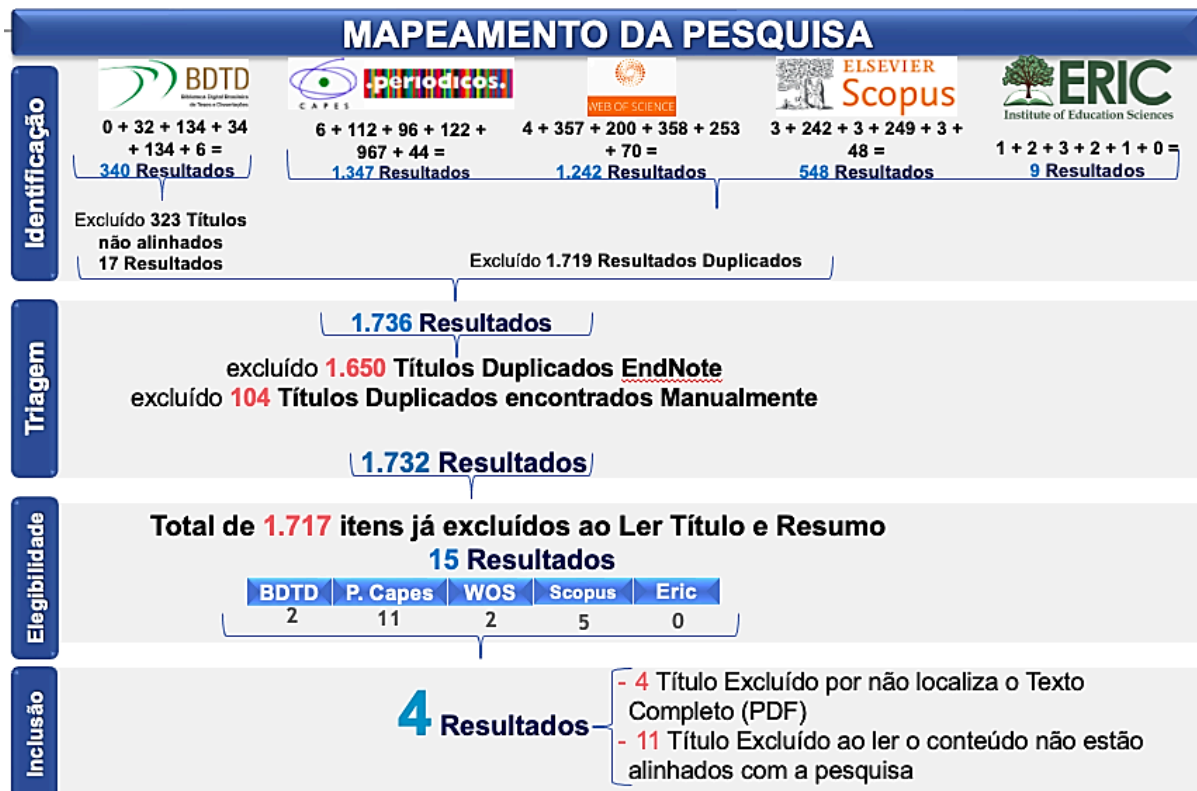 MAPEAMENTO DA PESQUISA
Identificação
BDTD
Biblioteca Digital Brasileira
de Teses e Dissertações
0 + 32 + 134 + 34
+ 134 + 6 =
340 Resultados
CAPES
.periodicos.
6 + 112 + 96 + 122 +
967 + 44 =
1.347 Resultados
WEB OF SCIENCE
4 + 357 + 200 + 358 + 253
+ 70 =
1.242 Resultados
ELSEVIER
Scopus
3 + 242 + 3 + 249 + 3 +
48 =
548 Resultados
ERIC
Institute of Education Sciences
1 + 2 + 3 + 2 + 1 + 0 =
9 Resultados
Excluído 323 Títulos
não alinhados
17 Resultados
Excluído 1.719 Resultados Duplicados
Triagem
1.736 Resultados
excluído 1.650 Títulos Duplicados EndNote
excluído 104 Títulos Duplicados encontrados Manualmente
1.732 Resultados
Elegibilidade
Total de 1.717 itens já excluídos ao Ler Título e Resumo
15 Resultados
BDTD P. Capes WOS Scopus Eric
2 11 2 5 0
Inclusão
4 Resultados
- 4 Título Excluído por não localiza o Texto
Completo (PDF)
- 11 Título Excluído ao ler o conteúdo não estão
alinhados com a pesquisa